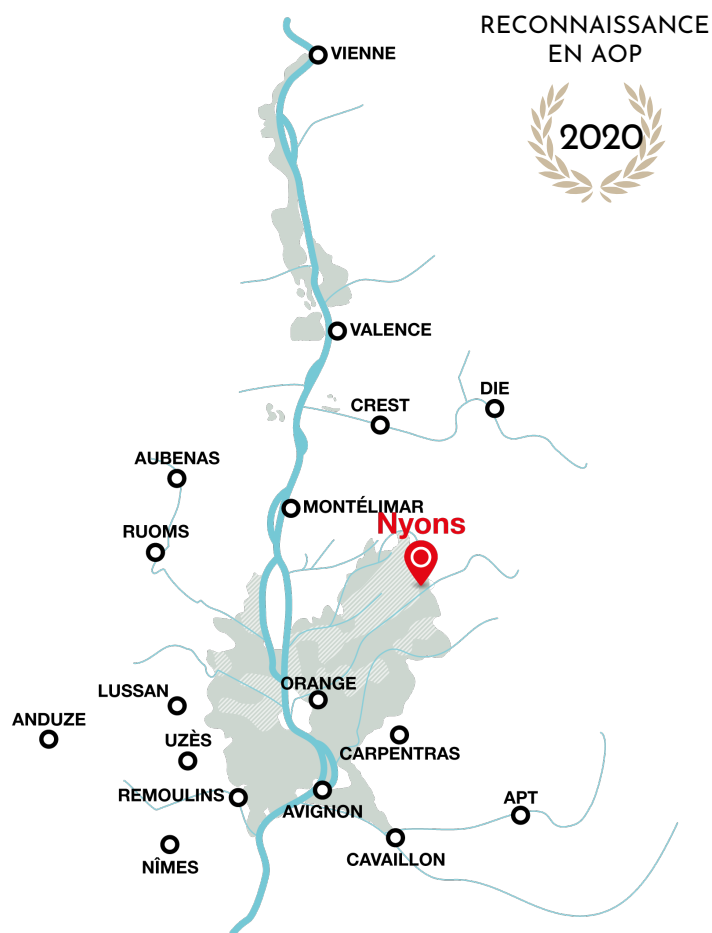 RECONNAISSANCE
EN AOP
2020
VIENNE
VALENCE
DIE
CREST
AUBENAS
MONTÉLIMAR
Nyons
RUOMS
ORANGE
LUSSAN
ANDUZE
UZÈS
CARPENTRAS
REMOULINS
APT
AVIGNON
CAVAILLON
NÎMES